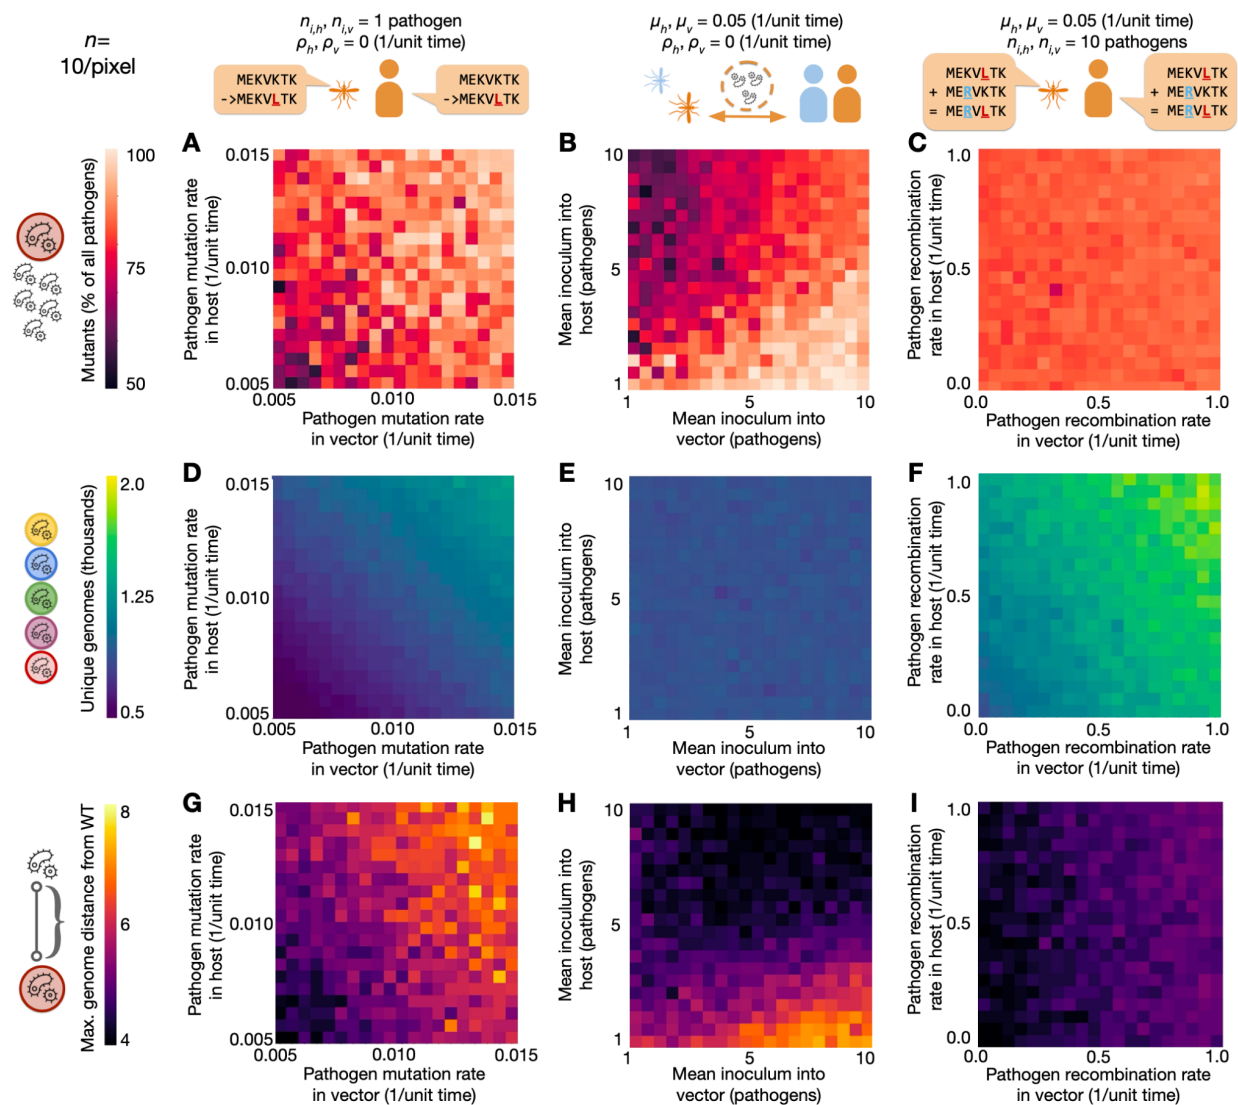 n=
10/pixel
n_i,h, n_i,v = 1 pathogen
ρ_h, ρ_v = 0 (1/unit time)
MEKVKTK
->MEKVLTK
MEKVKTK
->MEKVLTK
μ_h, μ_v = 0.05 (1/unit time)
ρ_h, ρ_v = 0 (1/unit time)
μ_h, μ_v = 0.05 (1/unit time)
n_i,h, n_i,v = 10 pathogens
MEKVLTK
+ MERVKTK
= MERVLTK
MEKVLTK
+ MERVKTK
= MERVLTK
Mutants (% of all pathogens)
100
75
50
A
Pathogen mutation rate
in host (1/unit time)
0.015
0.010
0.005
0.005
0.010
0.015
Pathogen mutation rate
in vector (1/unit time)
B
Mean inoculum into
host (pathogens)
10
5
1
1
5
10
Mean inoculum into
vector (pathogens)
C
Pathogen recombination
rate in host (1/unit time)
1.0
0.5
0.0
0.0
0.5
1.0
Pathogen recombination rate
in vector (1/unit time)
Unique genomes (thousands)
2.0
1.25
0.5
D
Pathogen mutation rate
in host (1/unit time)
0.015
0.010
0.005
0.005
0.010
0.015
Pathogen mutation rate
in vector (1/unit time)
E
Mean inoculum into
host (pathogens)
10
5
1
1
5
10
Mean inoculum into
vector (pathogens)
F
Pathogen recombination
rate in host (1/unit time)
1.0
0.5
0.0
0.0
0.5
1.0
Pathogen recombination rate
in vector (1/unit time)
Max. genome distance from WT
8
6
4
G
Pathogen mutation rate
in host (1/unit time)
0.015
0.010
0.005
0.005
0.010
0.015
Pathogen mutation rate
in vector (1/unit time)
H
Mean inoculum into
host (pathogens)
10
5
1
1
5
10
Mean inoculum into
vector (pathogens)
I
Pathogen recombination
rate in host (1/unit time)
1.0
0.5
0.0
0.0
0.5
1.0
Pathogen recombination rate
in vector (1/unit time)